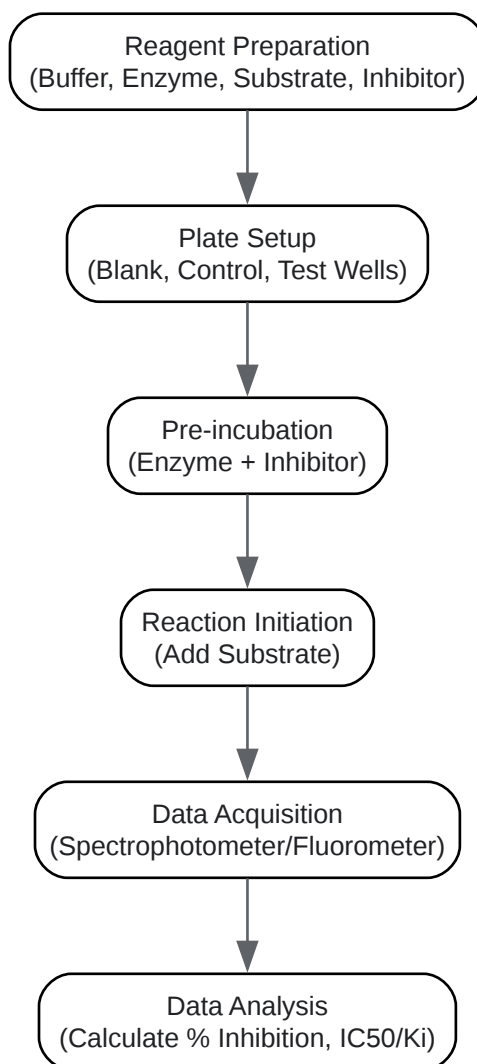 Reagent Preparation
(Buffer, Enzyme, Substrate, Inhibitor)
Plate Setup
(Blank, Control, Test Wells)
Pre-incubation
(Enzyme + Inhibitor)
Reaction Initiation
(Add Substrate)
Data Acquisition
(Spectrophotometer/Fluorometer)
Data Analysis
(Calculate % Inhibition, IC50/Ki)